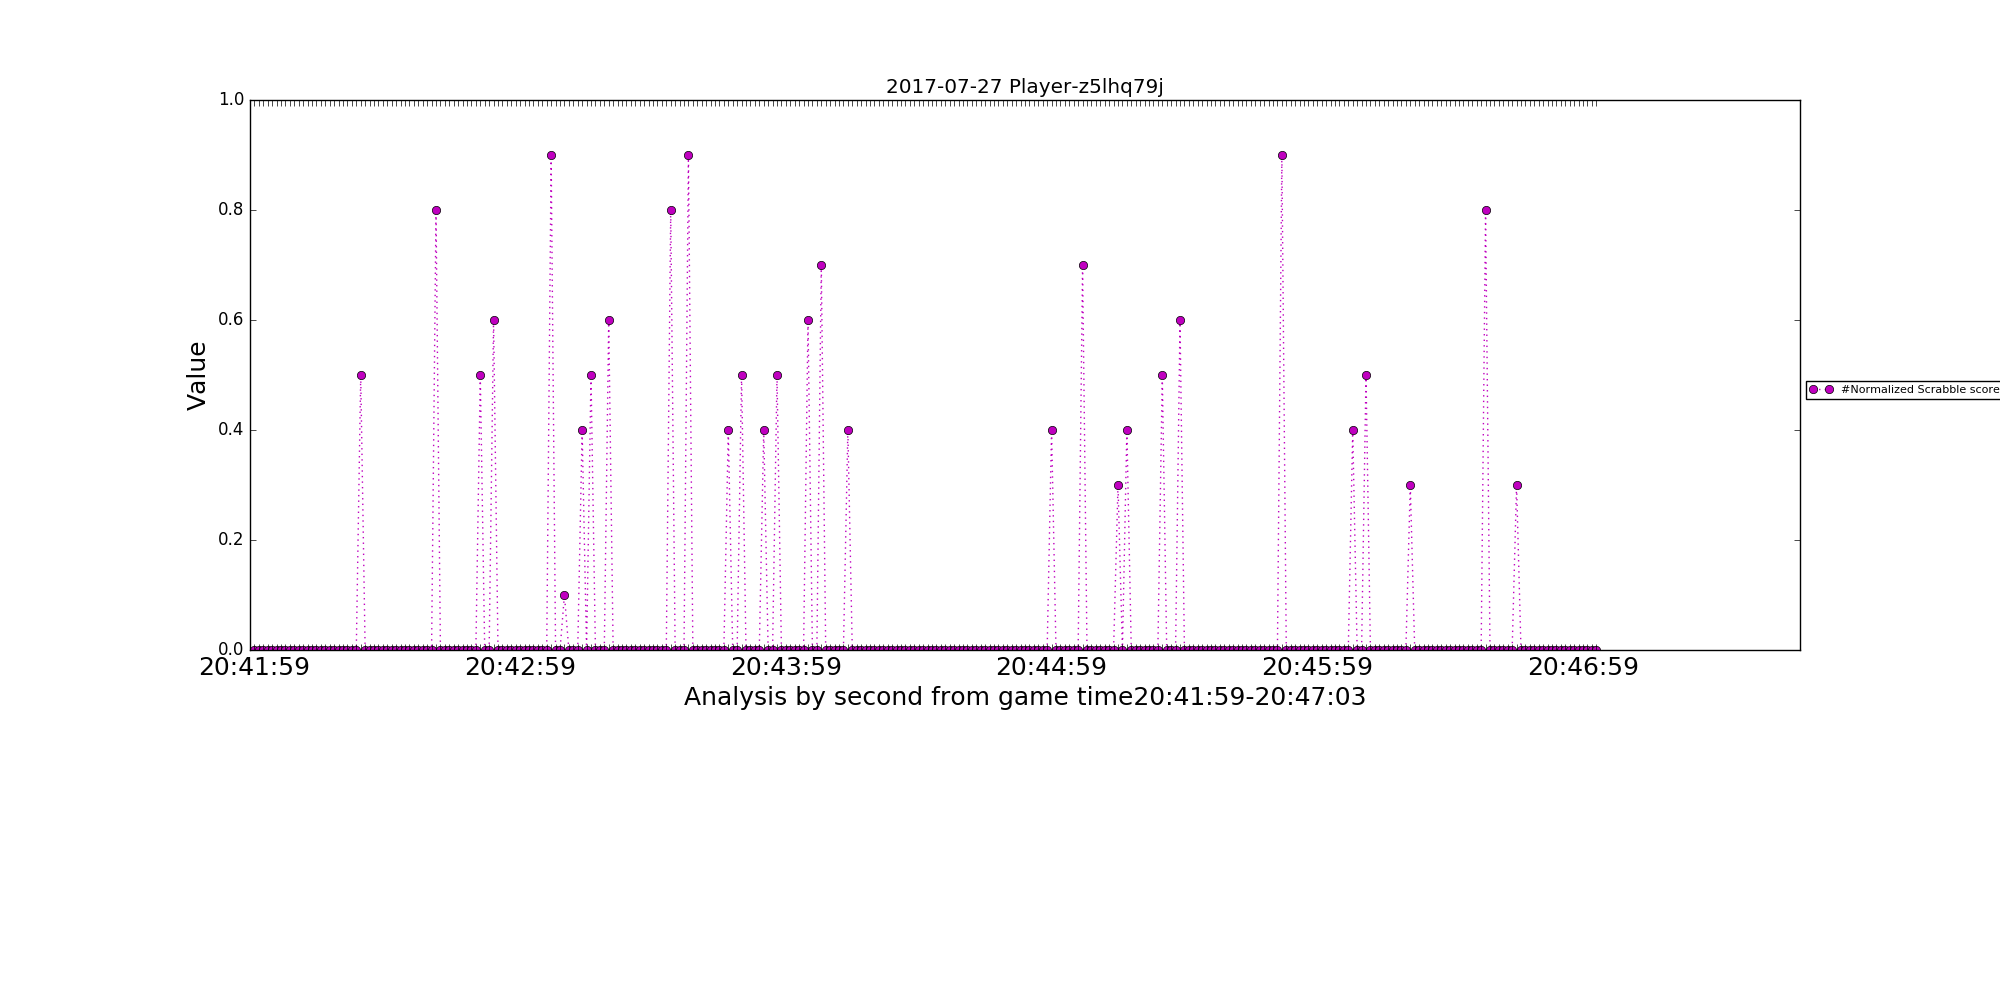 2017-07-27 Player-z5lhq79j
1.0
0.8
0.6
0.4
0.2
0.0
Value
#Normalized Scrabble score
20:41:59 20:42:59 20:43:59 20:44:59 20:45:59 20:46:59
Analysis by second from game time20:41:59-20:47:03